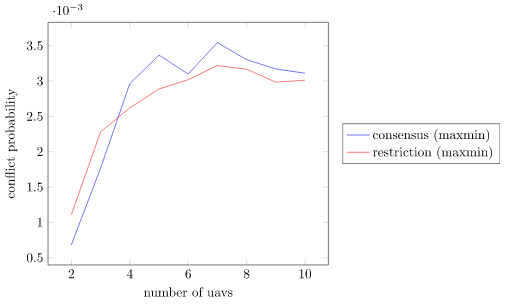 ·10⁻³
3.5
3
2.5
2
1.5
1
0.5
conflict probability
2 4 6 8 10
number of uavs
consensus (maxmin)
restriction (maxmin)